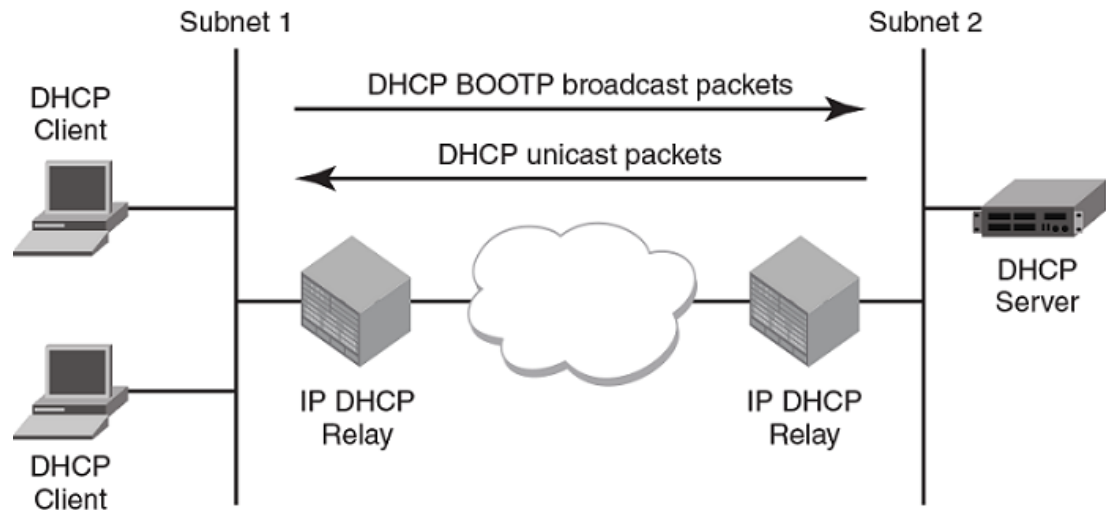 Subnet 1
Subnet 2
DHCP BOOTP broadcast packets
DHCP
Client
DHCP unicast packets
DHCP
Server
IP DHCP
Relay
IP DHCP
Relay
DHCP
Client